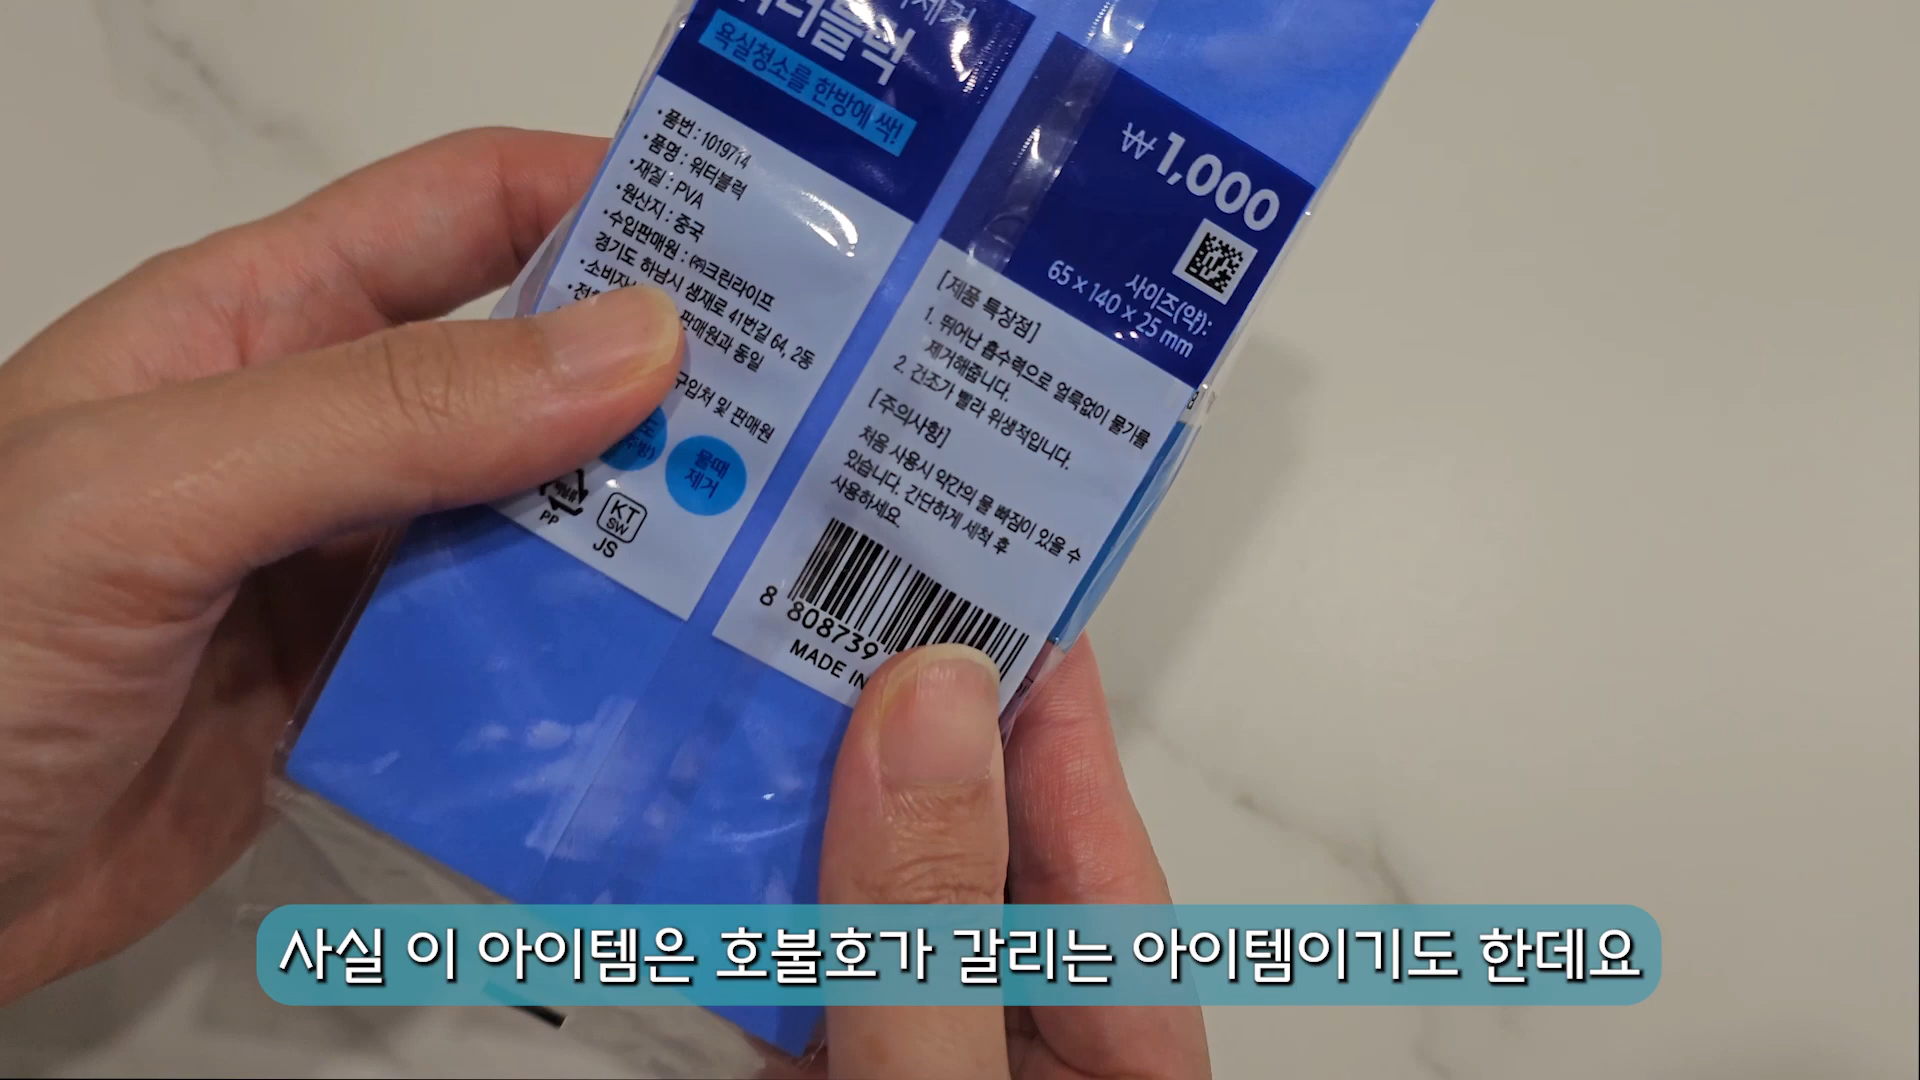 워터블럭
욕실청소를 한방에 싹!
• 품번 : 1019714
• 품명 : 워터블럭
• 재질 : PVA
• 원산지 : 중국
• 수입판매원 : ㈜크린라이프
경기도 하남시 샘재로 41번길 64, 2동
• 소비자
판매원과 동일
구입처 및 판매원
물때
제거
PP
KT
SW
JS
₩1,000
사이즈(약):
65 x 140 x 25 mm
[제품 특장점]
1. 뛰어난 흡수력으로 얼룩없이 물기를
제거해줍니다.
2. 건조가 빨라 위생적입니다.
[주의사항]
처음 사용시 약간의 물 빠짐이 있을 수
있습니다. 간단하게 세척 후
사용하세요.
8 808739
MADE IN
사실 이 아이템은 호불호가 갈리는 아이템이기도 한데요